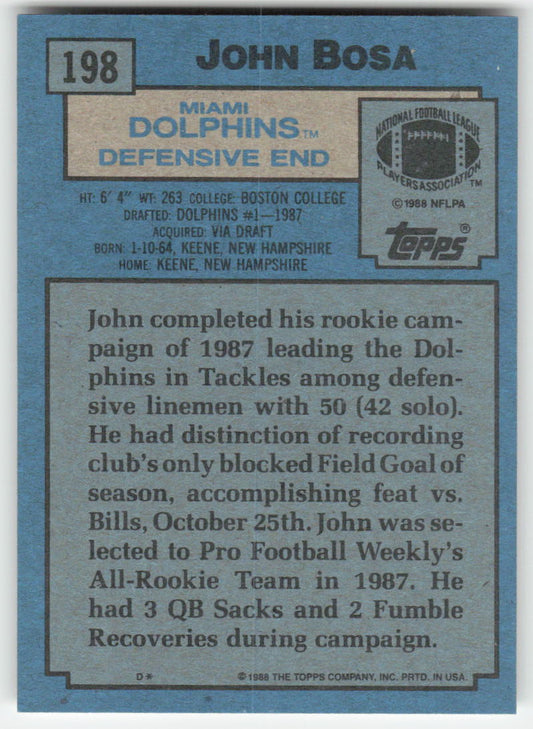 198
JOHN BOSA
MIAMI
DOLPHINS™
DEFENSIVE END
NATIONAL FOOTBALL LEAGUE
PLAYERS ASSOCIATION™
©1988 NFLPA
topps®
HT: 6' 4" WT: 263 COLLEGE: BOSTON COLLEGE
DRAFTED: DOLPHINS #1—1987
ACQUIRED: VIA DRAFT
BORN: 1-10-64, KEENE, NEW HAMPSHIRE
HOME: KEENE, NEW HAMPSHIRE
John completed his rookie cam-
paign of 1987 leading the Dol-
phins in Tackles among defen-
sive linemen with 50 (42 solo).
He had distinction of recording
club's only blocked Field Goal of
season, accomplishing feat vs.
Bills, October 25th. John was se-
lected to Pro Football Weekly's
All-Rookie Team in 1987. He
had 3 QB Sacks and 2 Fumble
Recoveries during campaign.
D*
©1988 THE TOPPS COMPANY, INC. PRTD. IN USA.